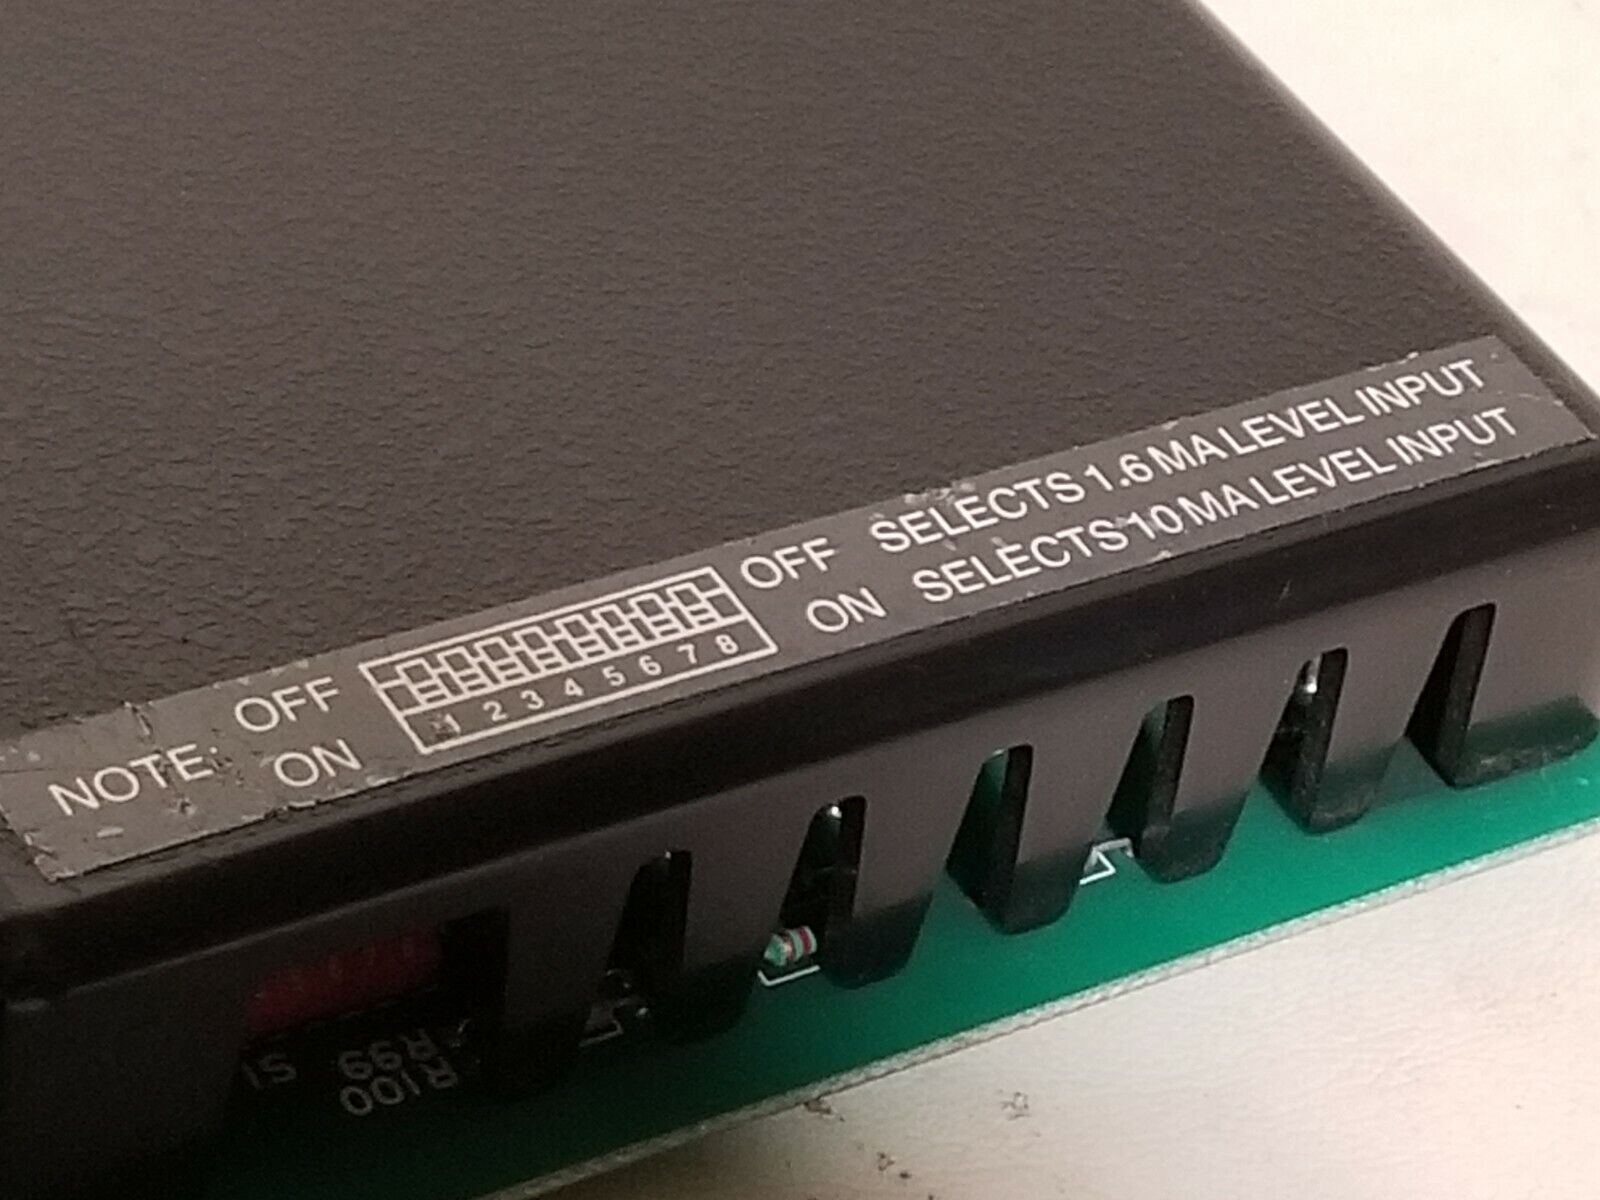 NOTE: OFF OFF SELECTS 1.6 MA LEVEL INPUT
ON 1 2 3 4 5 6 7 8 ON SELECTS 10 MA LEVEL INPUT
S1 R99
R100